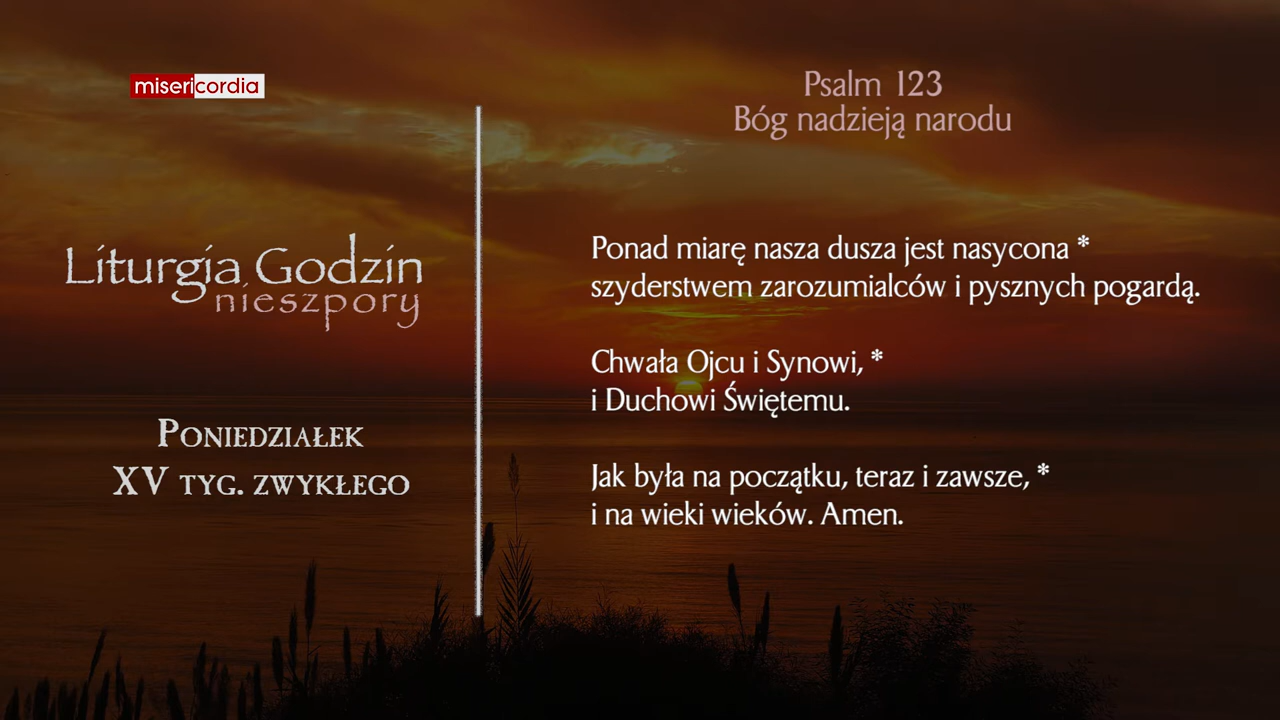 misericordia
Liturgia Godzin
nieszpory
Poniedziałek
XV tyg. zwykłego
Psalm 123
Bóg nadzieją narodu
Ponad miarę nasza dusza jest nasycona *
szyderstwem zarozumialców i pysznych pogardą.
Chwała Ojcu i Synowi, *
i Duchowi Świętemu.
Jak była na początku, teraz i zawsze, *
i na wieki wieków. Amen.